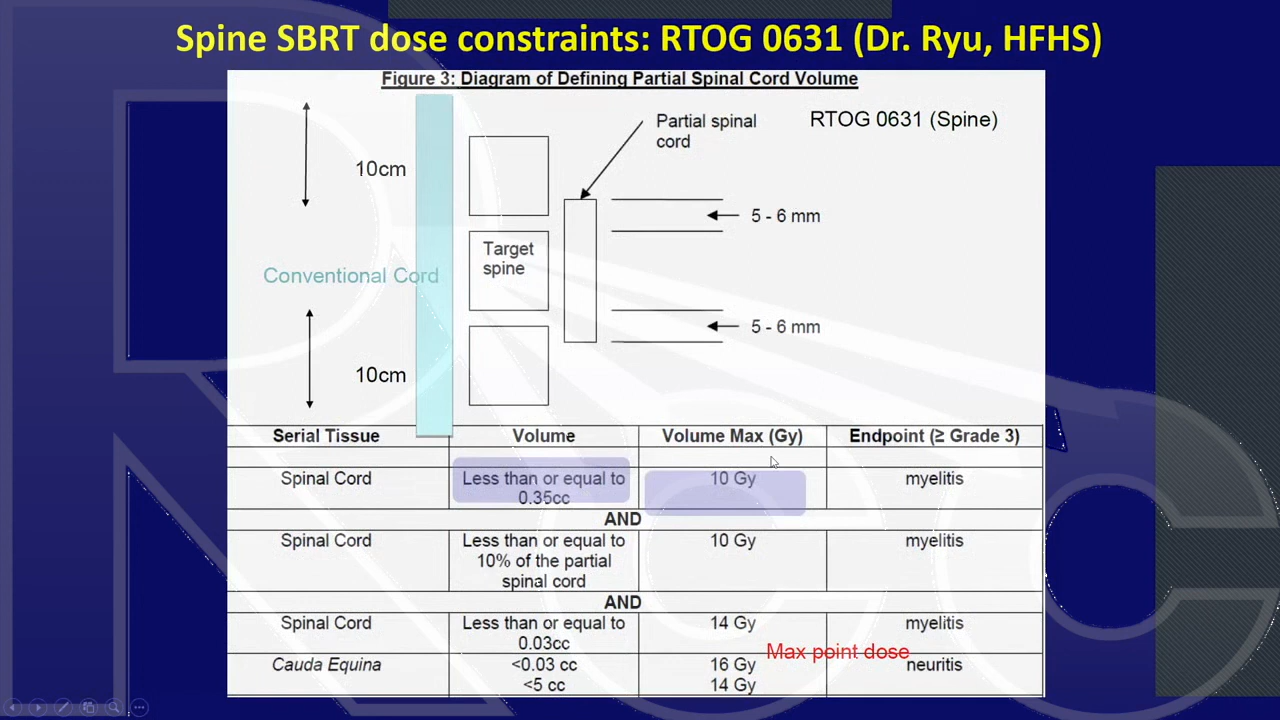 Spine SBRT dose constraints: RTOG 0631 (Dr. Ryu, HFHS)
Figure 3: Diagram of Defining Partial Spinal Cord Volume
Partial spinal
cord
RTOG 0631 (Spine)
10cm
5 - 6 mm
Target
spine
Conventional Cord
5 - 6 mm
10cm
Serial Tissue Volume Volume Max (Gy) Endpoint (≥ Grade 3)
Spinal Cord Less than or equal to 10 Gy myelitis
0.35cc
AND
Spinal Cord Less than or equal to 10 Gy myelitis
10% of the partial
spinal cord
AND
Spinal Cord Less than or equal to 14 Gy myelitis
0.03cc
Max point dose
Cauda Equina <0.03 cc 16 Gy neuritis
<5 cc 14 Gy